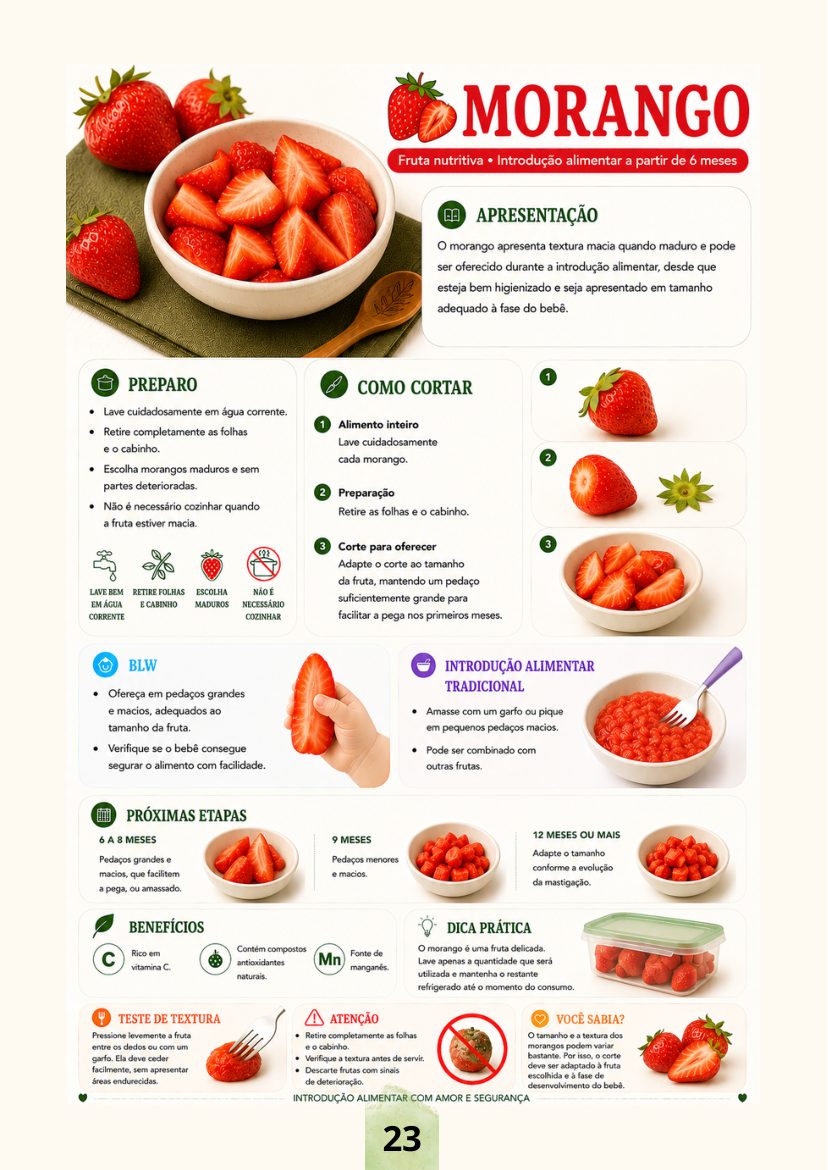 MORANGO
Fruta nutritiva • Introdução alimentar a partir de 6 meses
APRESENTAÇÃO
O morango apresenta textura macia quando maduro e pode
ser oferecido durante a introdução alimentar, desde que
esteja bem higienizado e seja apresentado em tamanho
adequado à fase do bebê.
PREPARO
• Lave cuidadosamente em água corrente.
• Retire completamente as folhas
e o cabinho.
• Escolha morangos maduros e sem
partes deterioradas.
• Não é necessário cozinhar quando
a fruta estiver macia.
LAVE BEM
EM ÁGUA
CORRENTE
RETIRE FOLHAS
E CABINHO
ESCOLHA
MADUROS
NÃO É
NECESSÁRIO
COZINHAR
COMO CORTAR
1 Alimento inteiro
Lave cuidadosamente
cada morango.
2 Preparação
Retire as folhas e o cabinho.
3 Corte para oferecer
Adapte o corte ao tamanho
da fruta, mantendo um pedaço
suficientemente grande para
facilitar a pega nos primeiros meses.
1
2
3
BLW
• Ofereça em pedaços grandes
e macios, adequados ao
tamanho da fruta.
• Verifique se o bebê consegue
segurar o alimento com facilidade.
INTRODUÇÃO ALIMENTAR
TRADICIONAL
• Amasse com um garfo ou pique
em pequenos pedaços macios.
• Pode ser combinado com
outras frutas.
PRÓXIMAS ETAPAS
6 A 8 MESES
Pedaços grandes e
macios, que facilitem
a pega, ou amassado.
9 MESES
Pedaços menores
e macios.
12 MESES OU MAIS
Adapte o tamanho
conforme a evolução
da mastigação.
BENEFÍCIOS
C
Rico em
vitamina C.
Contém compostos
antioxidantes
naturais.
Mn
Fonte de
manganês.
DICA PRÁTICA
O morango é uma fruta delicada.
Lave apenas a quantidade que será
utilizada e mantenha o restante
refrigerado até o momento do consumo.
TESTE DE TEXTURA
Pressione levemente a fruta
entre os dedos ou com um
garfo. Ela deve ceder
facilmente, sem apresentar
áreas endurecidas.
ATENÇÃO
• Retire completamente as folhas
e o cabinho.
• Verifique a textura antes de servir.
• Descarte frutas com sinais
de deterioração.
VOCÊ SABIA?
O tamanho e a textura dos
morangos podem variar
bastante. Por isso, o corte
deve ser adaptado à fruta
escolhida e à fase de
desenvolvimento do bebê.
INTRODUÇÃO ALIMENTAR COM AMOR E SEGURANÇA
23